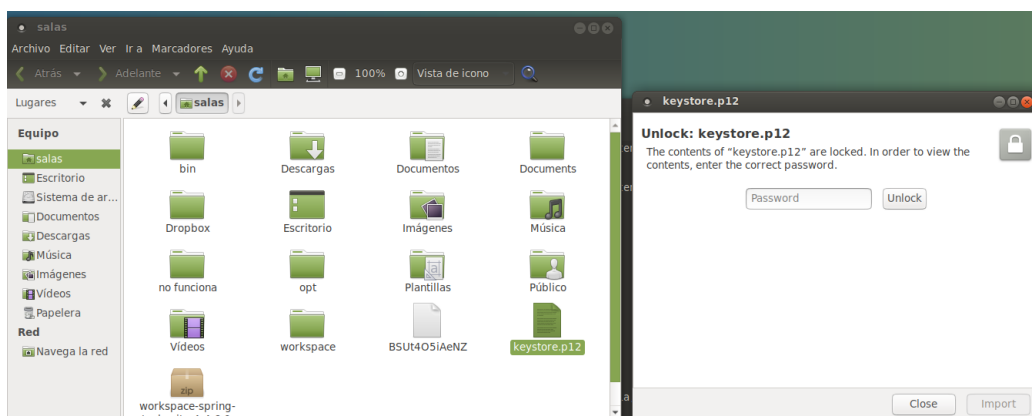 salas
Archivo Editar Ver Ir a Marcadores Ayuda
Atrás Adelante 100% Vista de icono
Lugares salas
Equipo
salas
Escritorio
Sistema de ar...
Documentos
Descargas
Música
Imágenes
Vídeos
Papelera
Red
Navega la red
bin Descargas Documentos Documents
Dropbox Escritorio Imágenes Música
no funciona opt Plantillas Público
Vídeos workspace BSUt4O5iAeNZ keystore.p12
zip
workspace-spring-
keystore.p12
Unlock: keystore.p12
The contents of “keystore.p12” are locked. In order to view the
contents, enter the correct password.
Password Unlock
Close Import